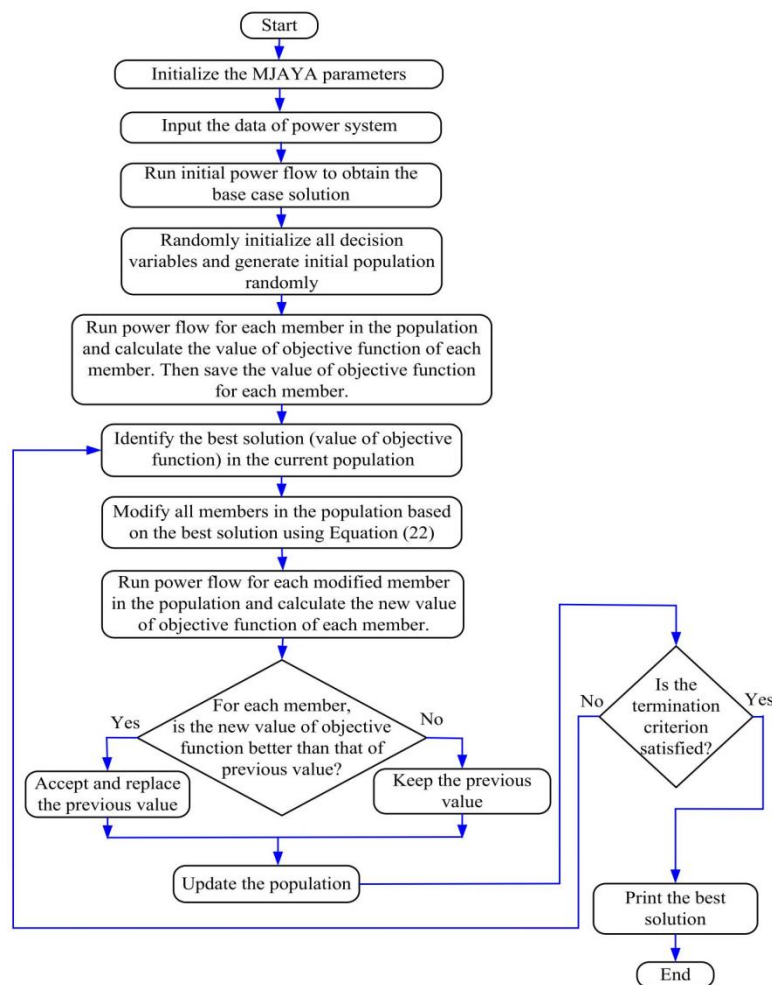 Start
Initialize the MJAYA parameters
Input the data of power system
Run initial power flow to obtain the
base case solution
Randomly initialize all decision
variables and generate initial population
randomly
Run power flow for each member in the population
and calculate the value of objective function of each
member. Then save the value of objective function
for each member.
Identify the best solution (value of objective
function) in the current population
Modify all members in the population based
on the best solution using Equation (22)
Run power flow for each modified member
in the population and calculate the new value
of objective function of each member.
For each member,
is the new value of objective
function better than that of
previous value?
Yes
No
Accept and replace
the previous value
Keep the previous
value
Update the population
Is the
termination
criterion
satisfied?
No
Yes
Print the best
solution
End